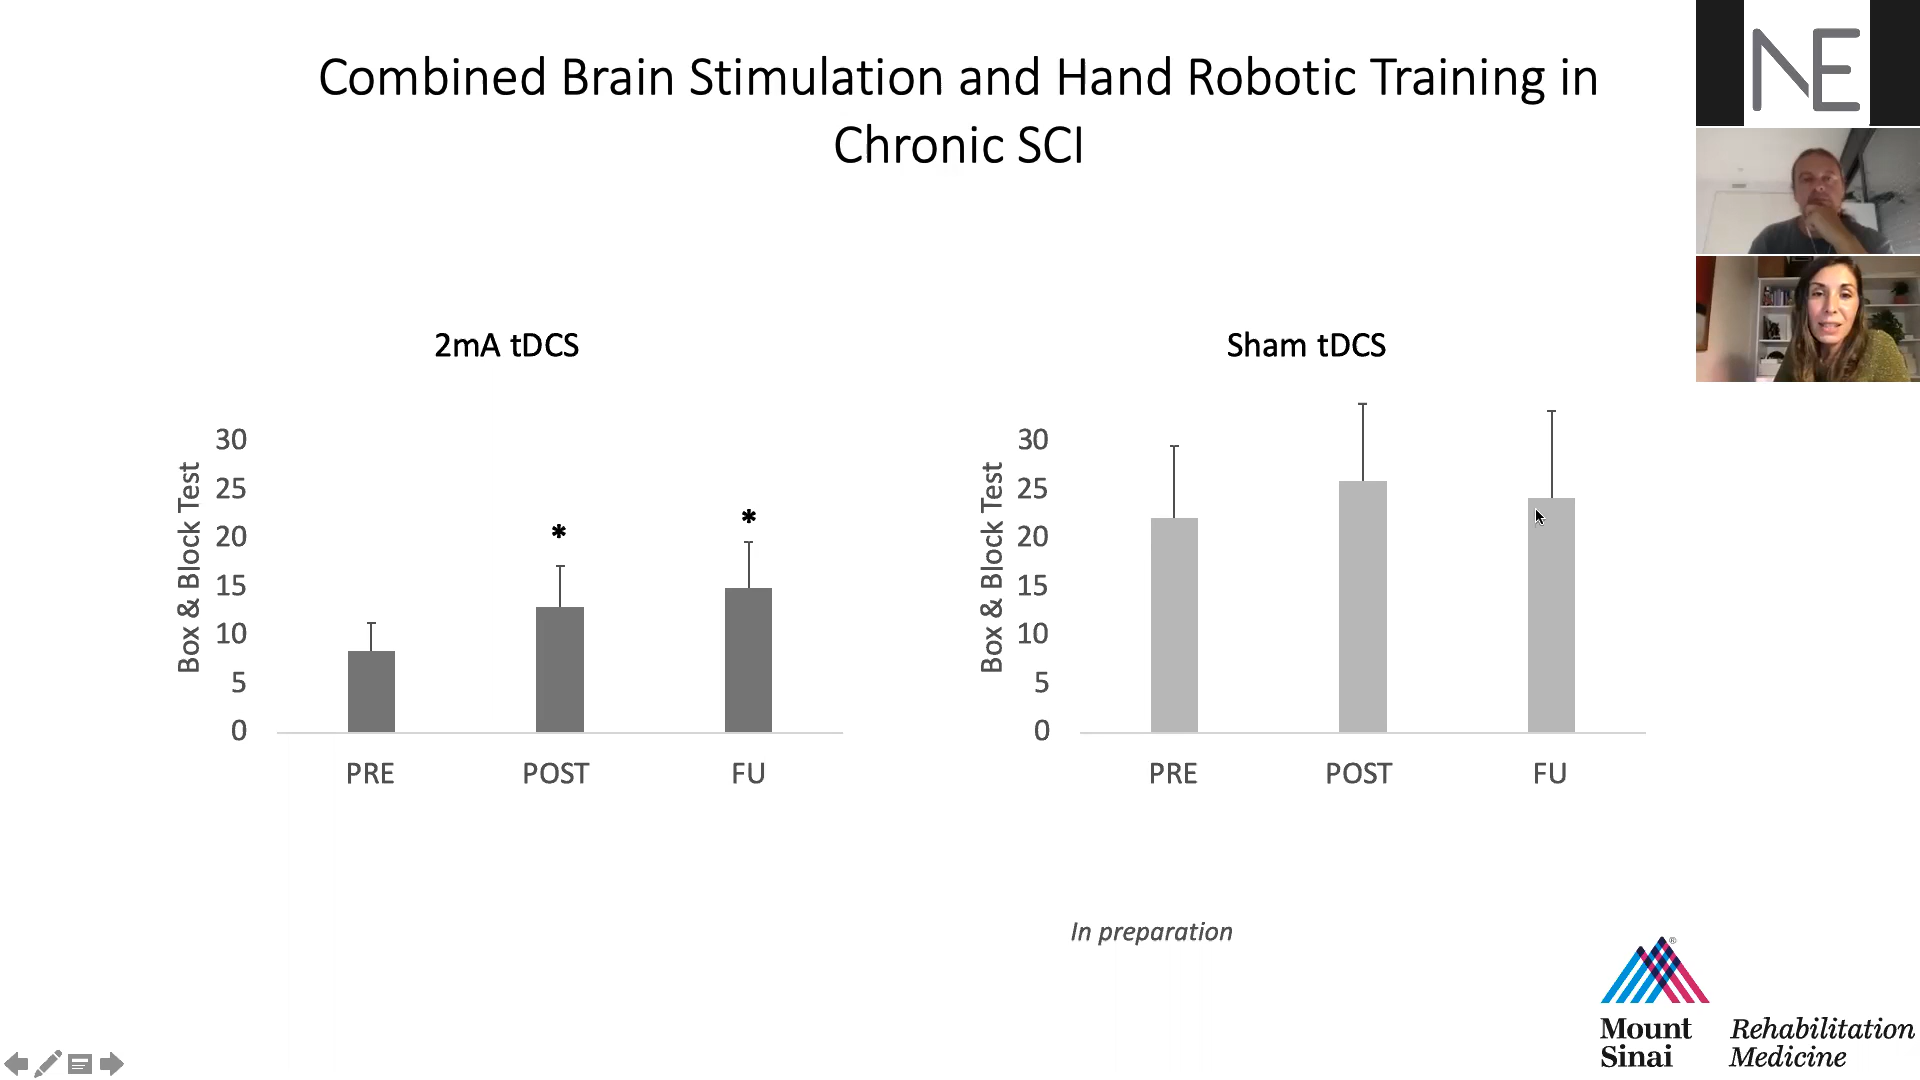 Combined Brain Stimulation and Hand Robotic Training in
Chronic SCI
NE
2mA tDCS
Box & Block Test
30
25
20
15
10
5
0
*
*
PRE POST FU
Sham tDCS
Box & Block Test
30
25
20
15
10
5
0
PRE POST FU
In preparation
®
Mount
Sinai
Rehabilitation
Medicine